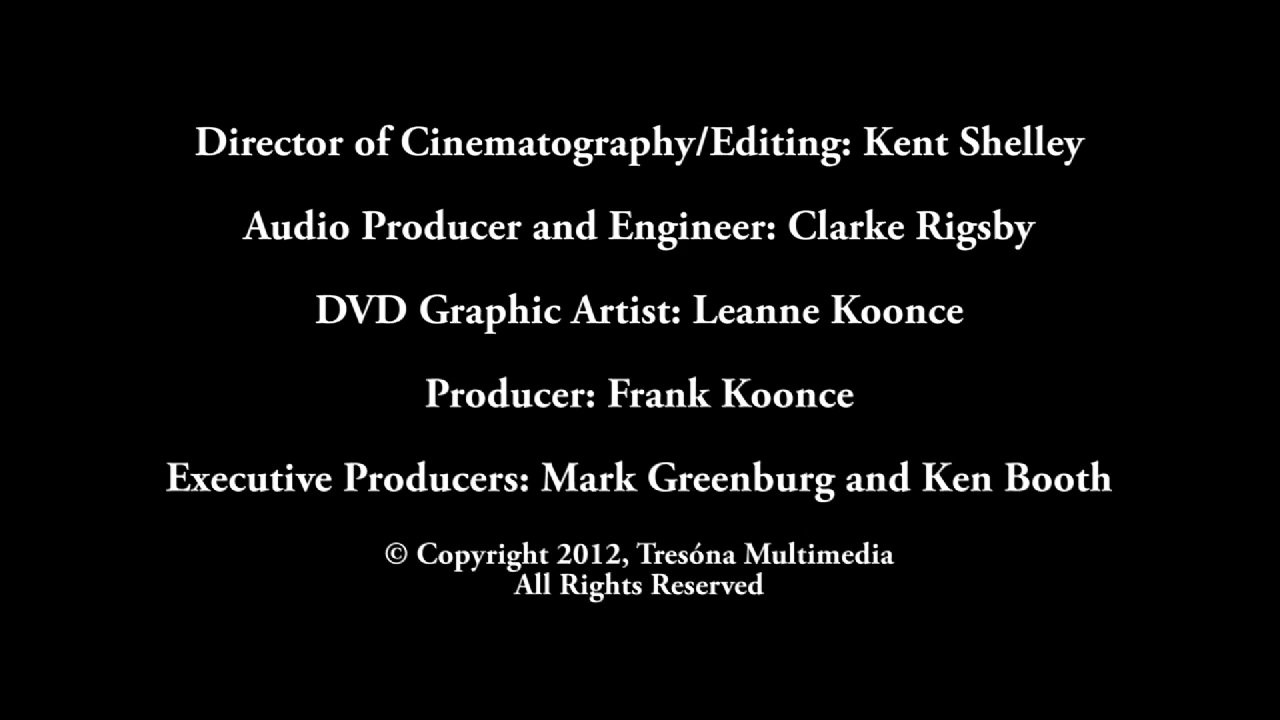 Director of Cinematography/Editing: Kent Shelley
Audio Producer and Engineer: Clarke Rigsby
DVD Graphic Artist: Leanne Koonce
Producer: Frank Koonce
Executive Producers: Mark Greenburg and Ken Booth
© Copyright 2012, Tresóna Multimedia
All Rights Reserved